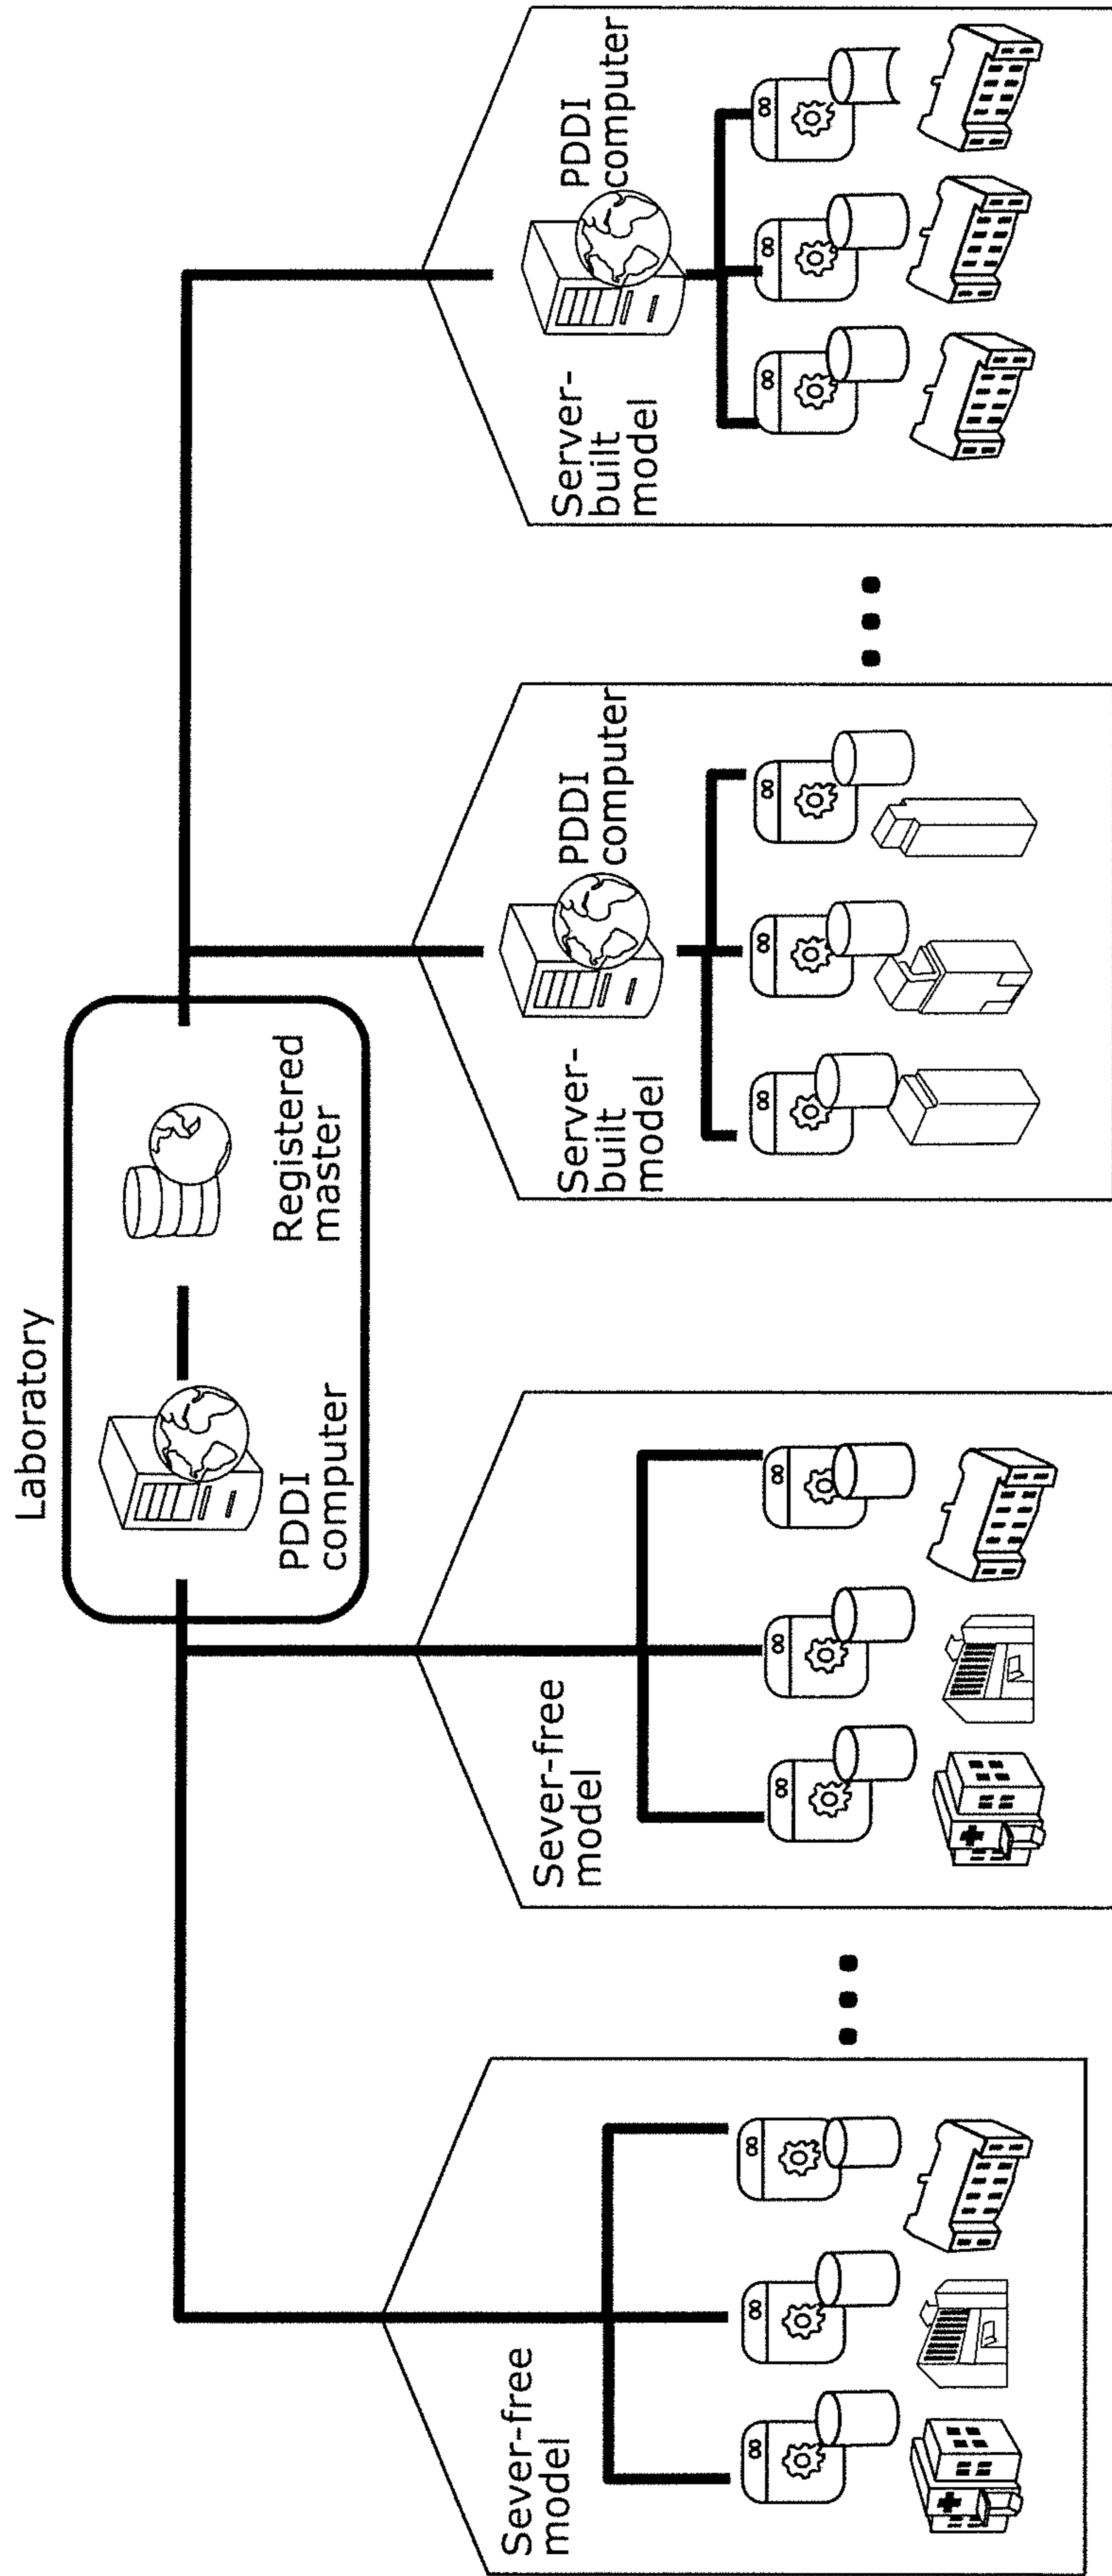 Laboratory
PDDI
computer
Registered
master
Sever-free
model
Sever-free
model
Server-
built
model
PDDI
computer
Server-
built
model
PDDI
computer